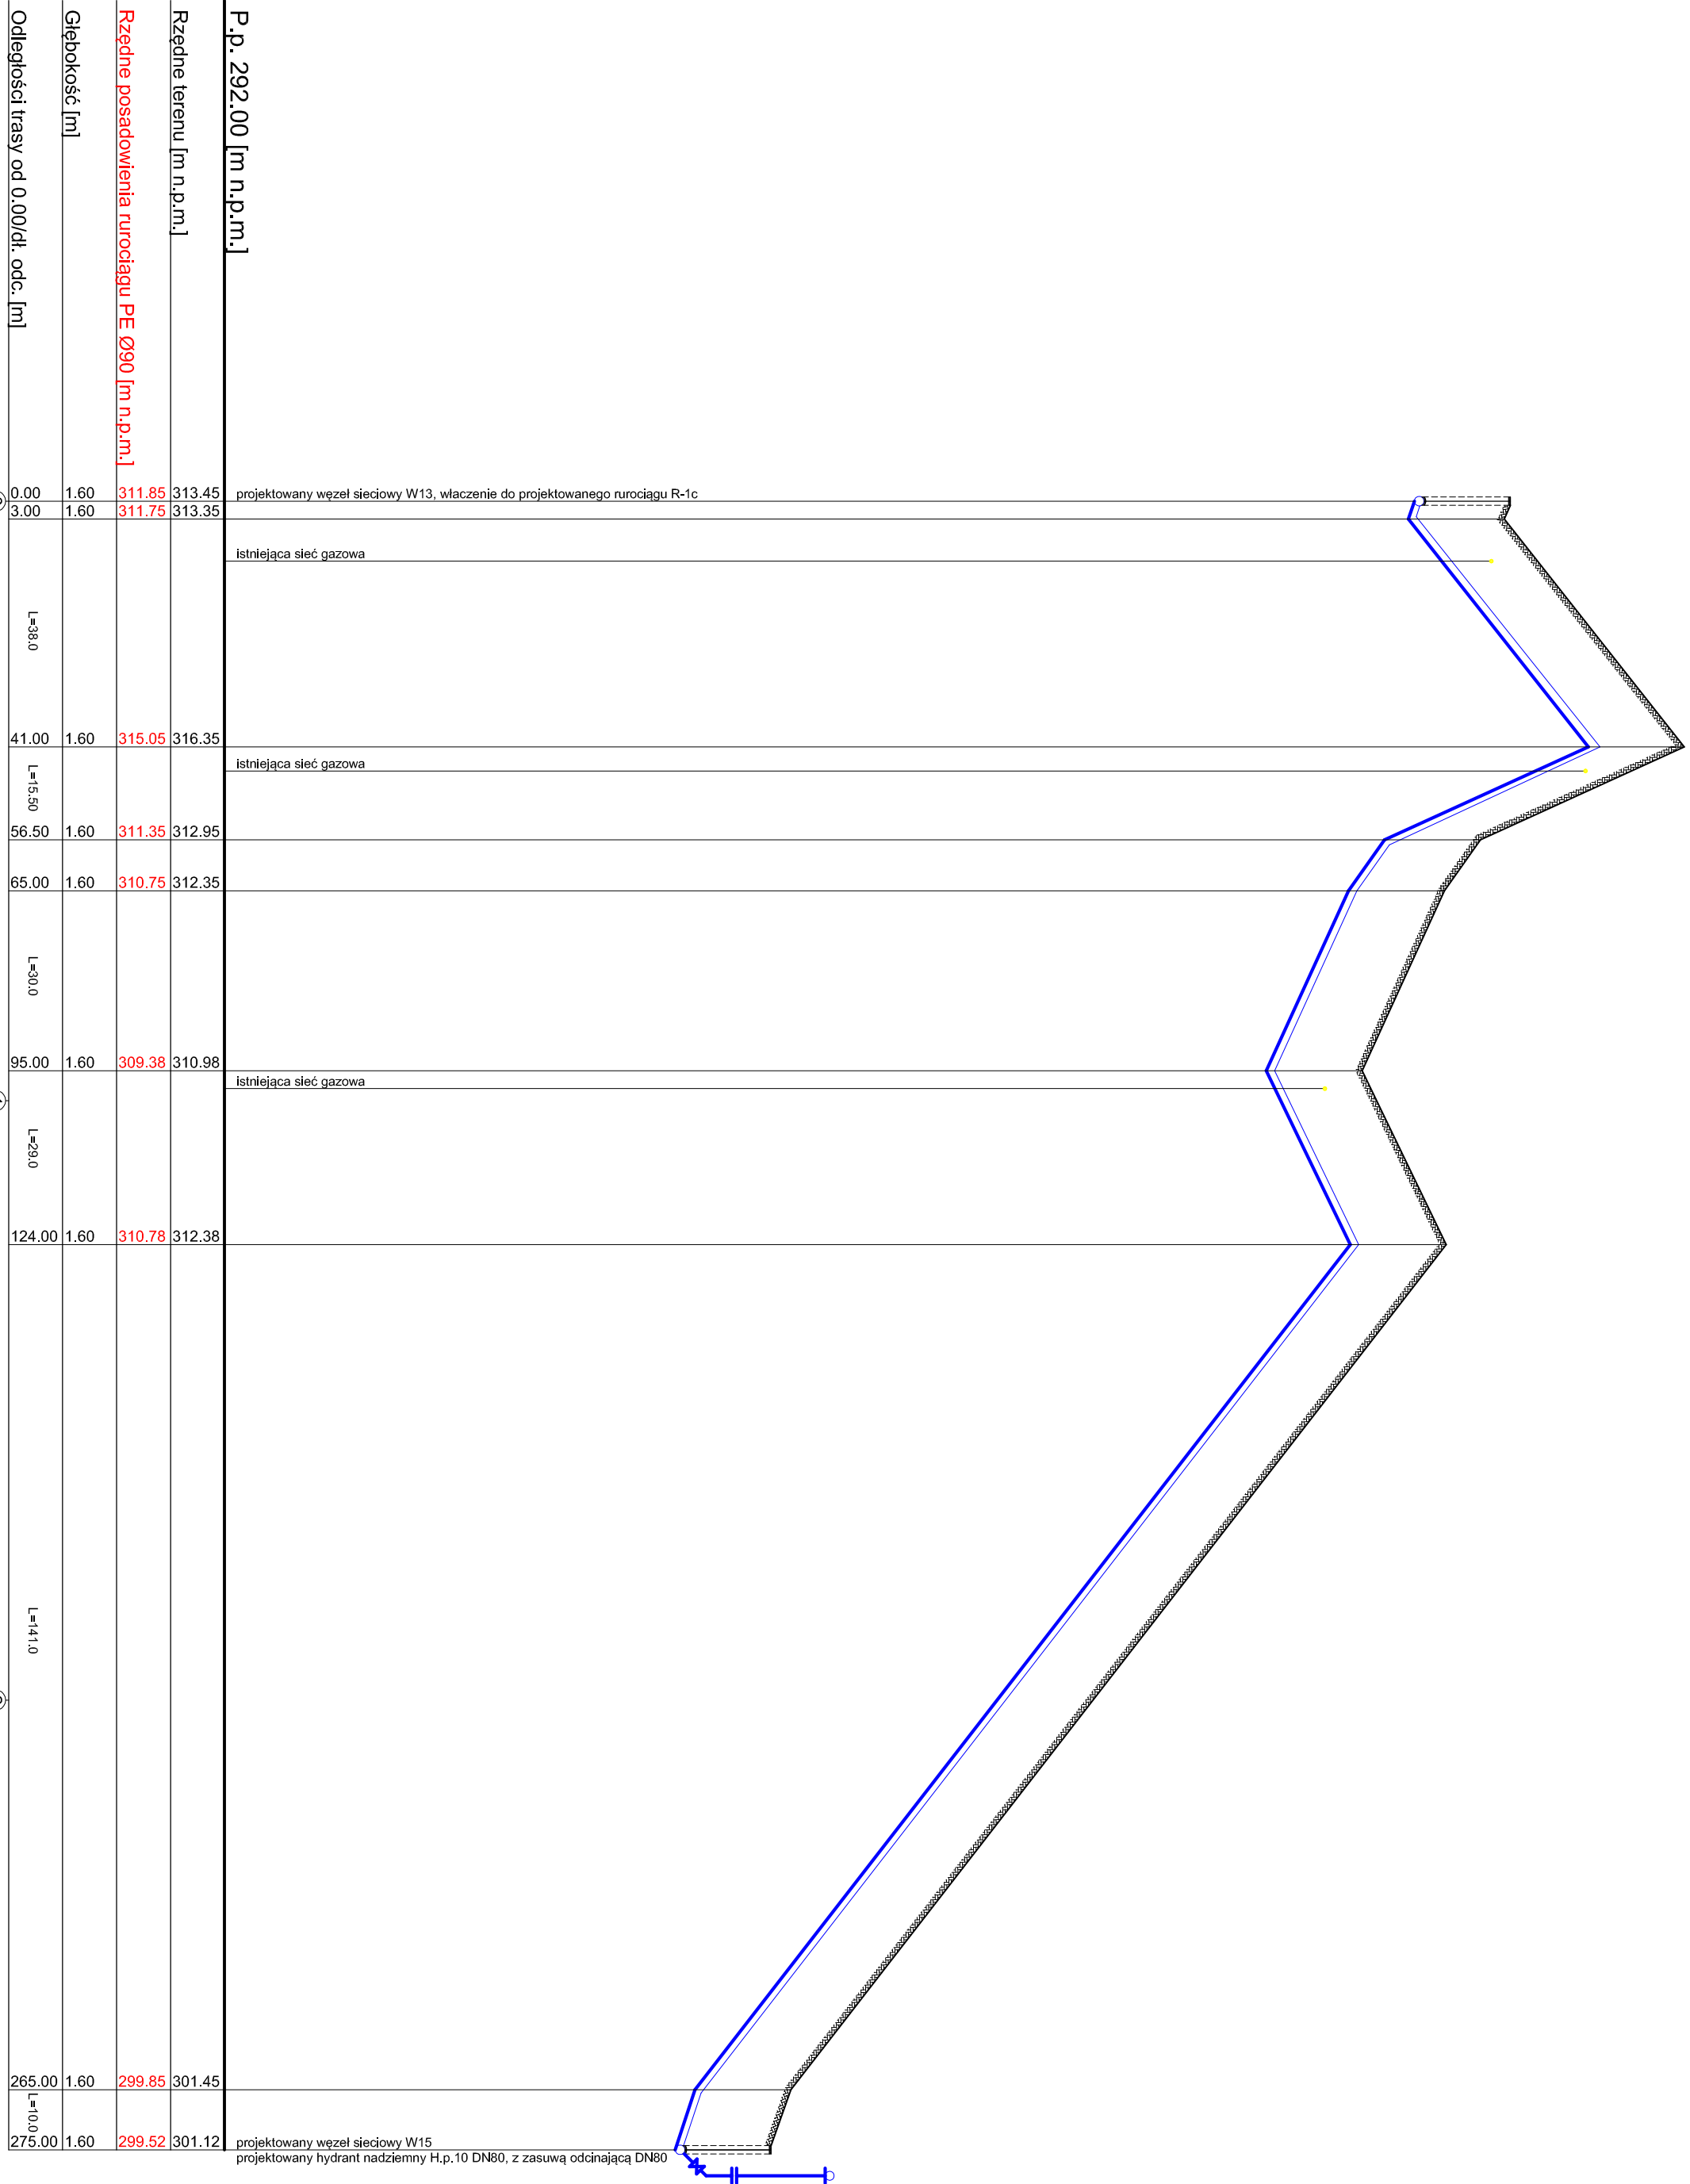 P.p. 292.00 [m n.p.m.]
Rzędne terenu [m n.p.m.]
Rzędne posadowienia rurociągu PE Ø90 [m n.p.m.]
Głębokość [m]
Odległości trasy od 0.00/dł. odc. [m]
0.00 1.60 311.85 313.45 projektowany węzeł sieciowy W13, właczenie do projektowanego rurociągu R-1c
3.00 1.60 311.75 313.35
istniejąca sieć gazowa
L=38.0
41.00 1.60 315.05 316.35
istniejąca sieć gazowa
L=15.50
56.50 1.60 311.35 312.95
65.00 1.60 310.75 312.35
L=30.0
95.00 1.60 309.38 310.98
istniejąca sieć gazowa
L=29.0
124.00 1.60 310.78 312.38
L=141.0
265.00 1.60 299.85 301.45
L=10.0
275.00 1.60 299.52 301.12 projektowany węzeł sieciowy W15
projektowany hydrant nadziemny H.p.10 DN80, z zasuwą odcinającą DN80